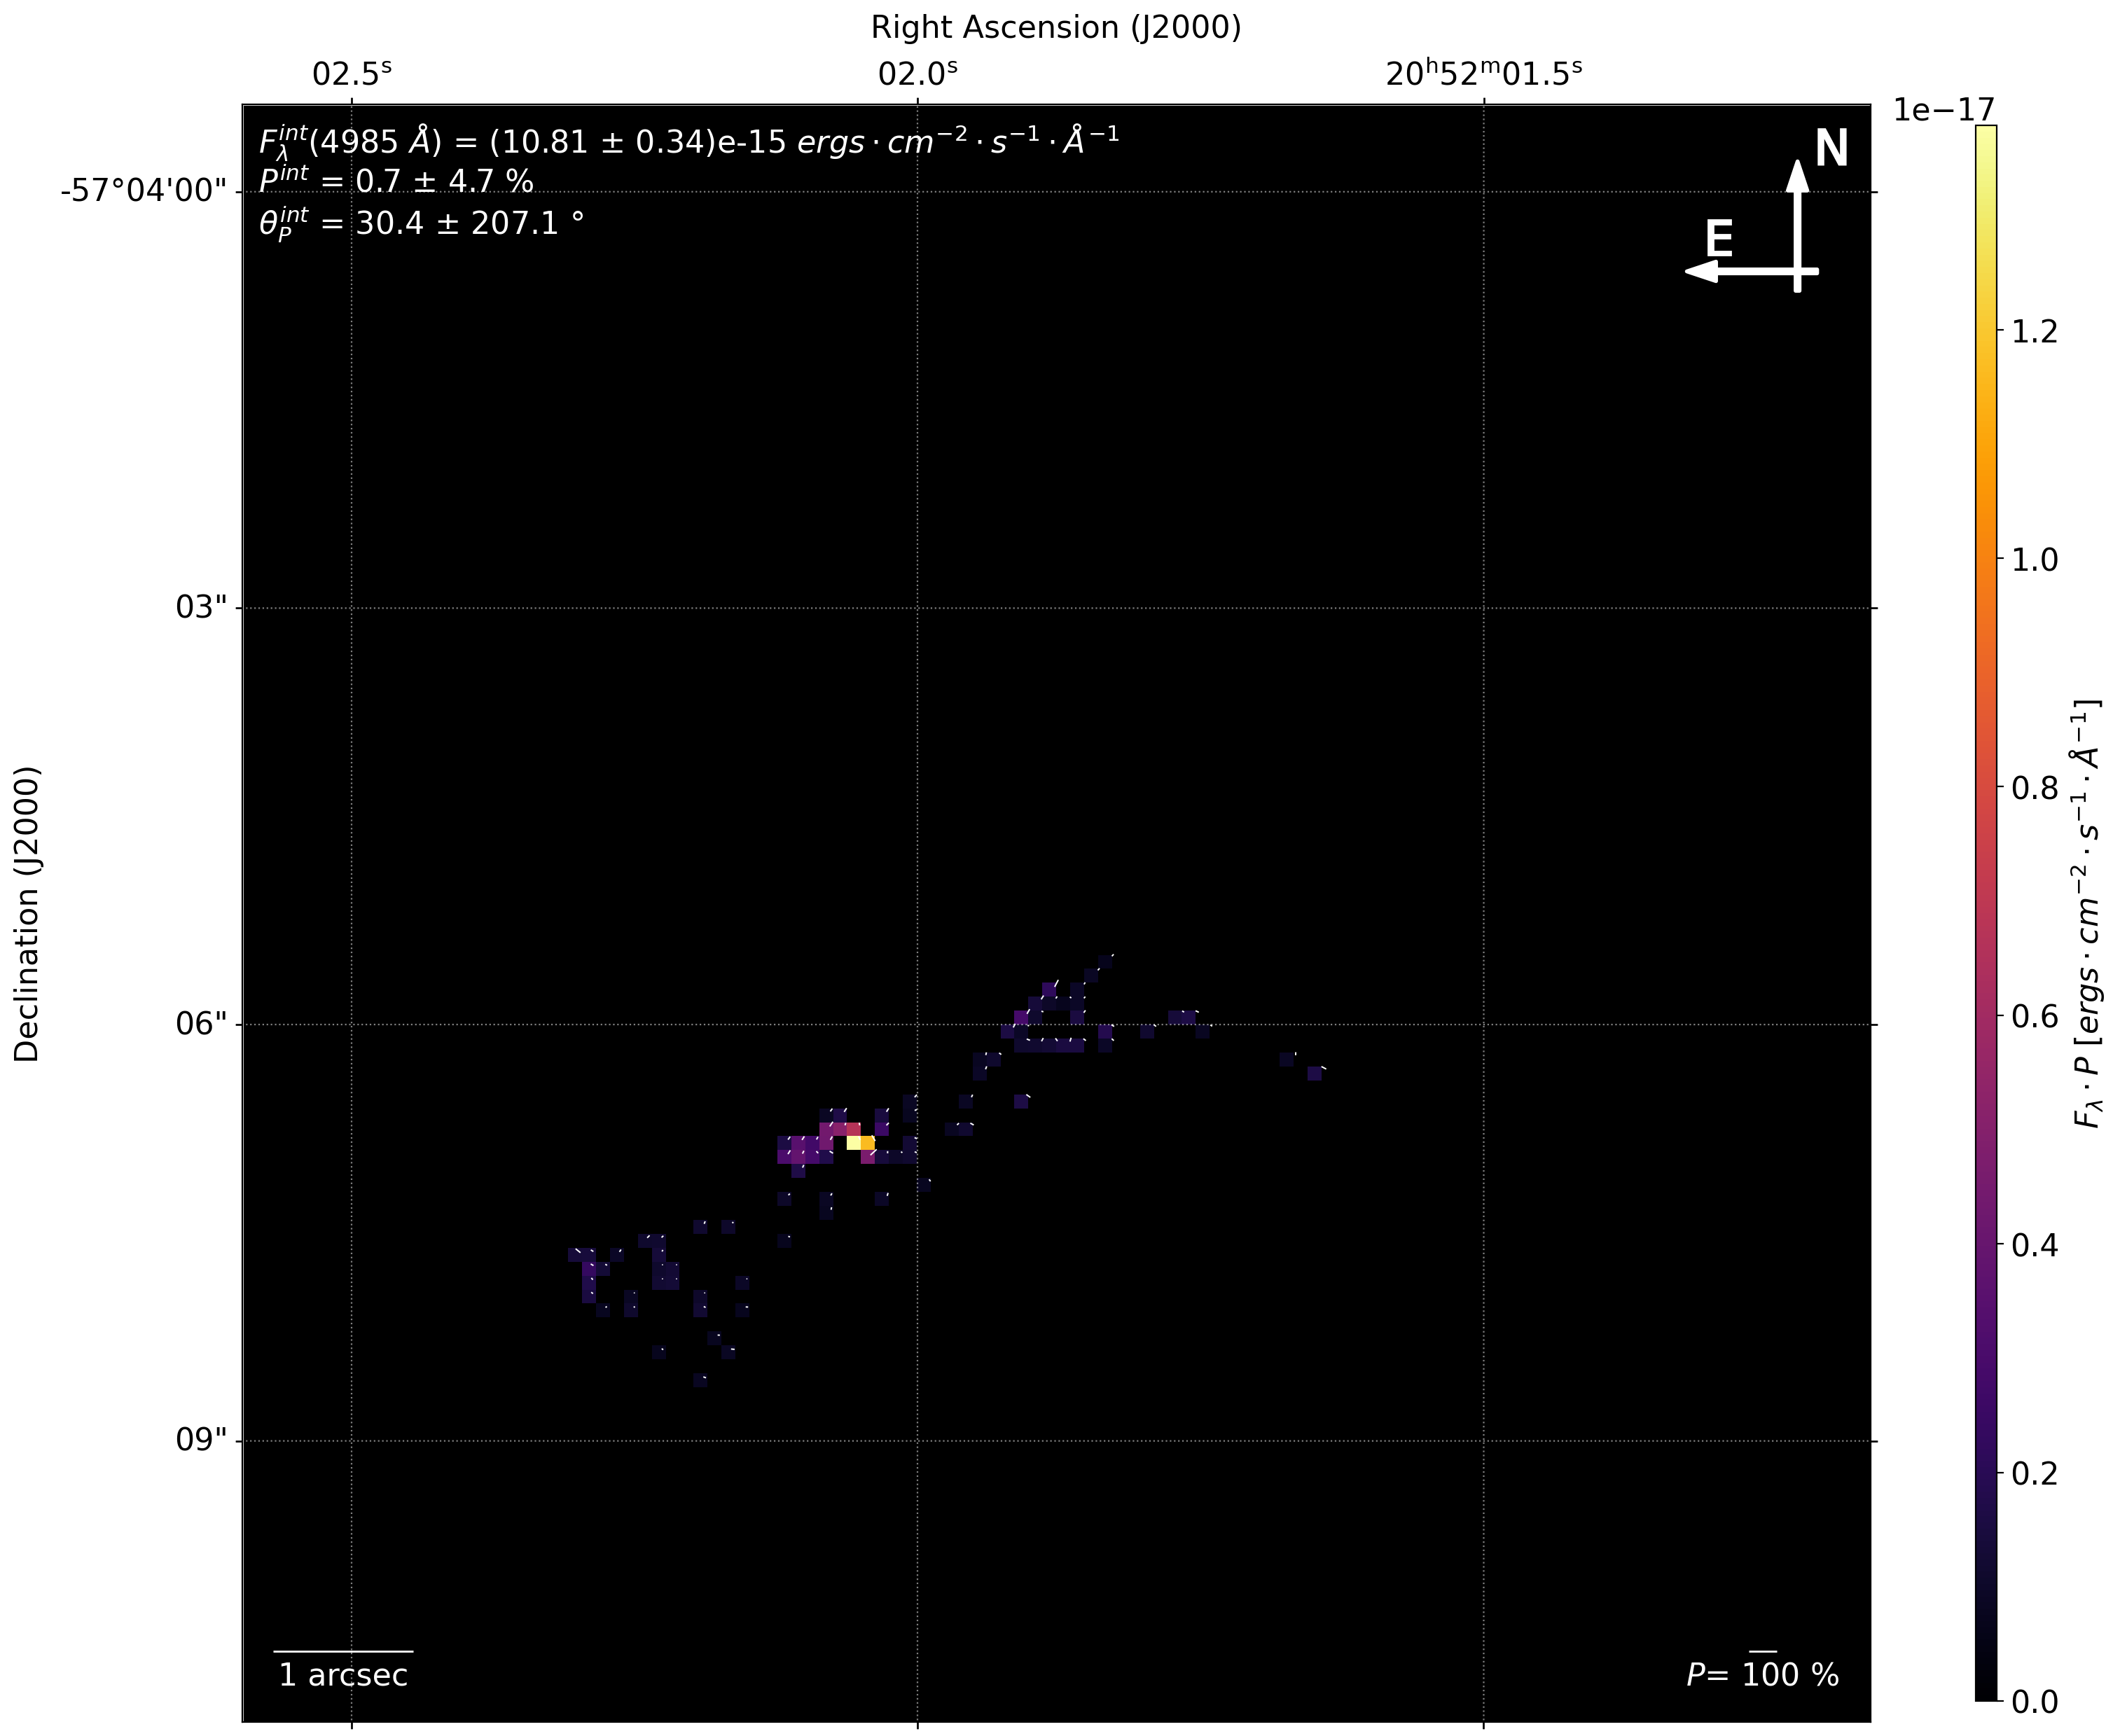 Right Ascension (J2000)
02.5ˢ
02.0ˢ
20ʰ52ᵐ01.5ˢ
1e−17
F_λ^int(4985 Å) = (10.81 ± 0.34)e-15 ergs · cm⁻² · s⁻¹ · Å⁻¹
P^int = 0.7 ± 4.7 %
θ_P^int = 30.4 ± 207.1 °
N
E
-57°04'00"
03"
06"
09"
Declination (J2000)
1 arcsec
P= 100 %
1.2
1.0
0.8
0.6
0.4
0.2
0.0
F_λ · P [ergs · cm⁻² · s⁻¹ · Å⁻¹]